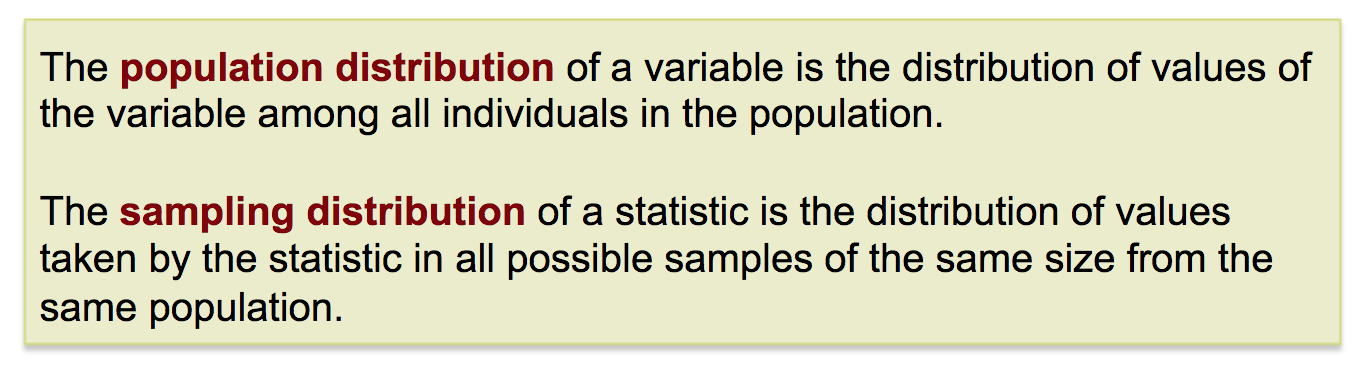 The population distribution of a variable is the distribution of values of
the variable among all individuals in the population.
The sampling distribution of a statistic is the distribution of values
taken by the statistic in all possible samples of the same size from the
same population.